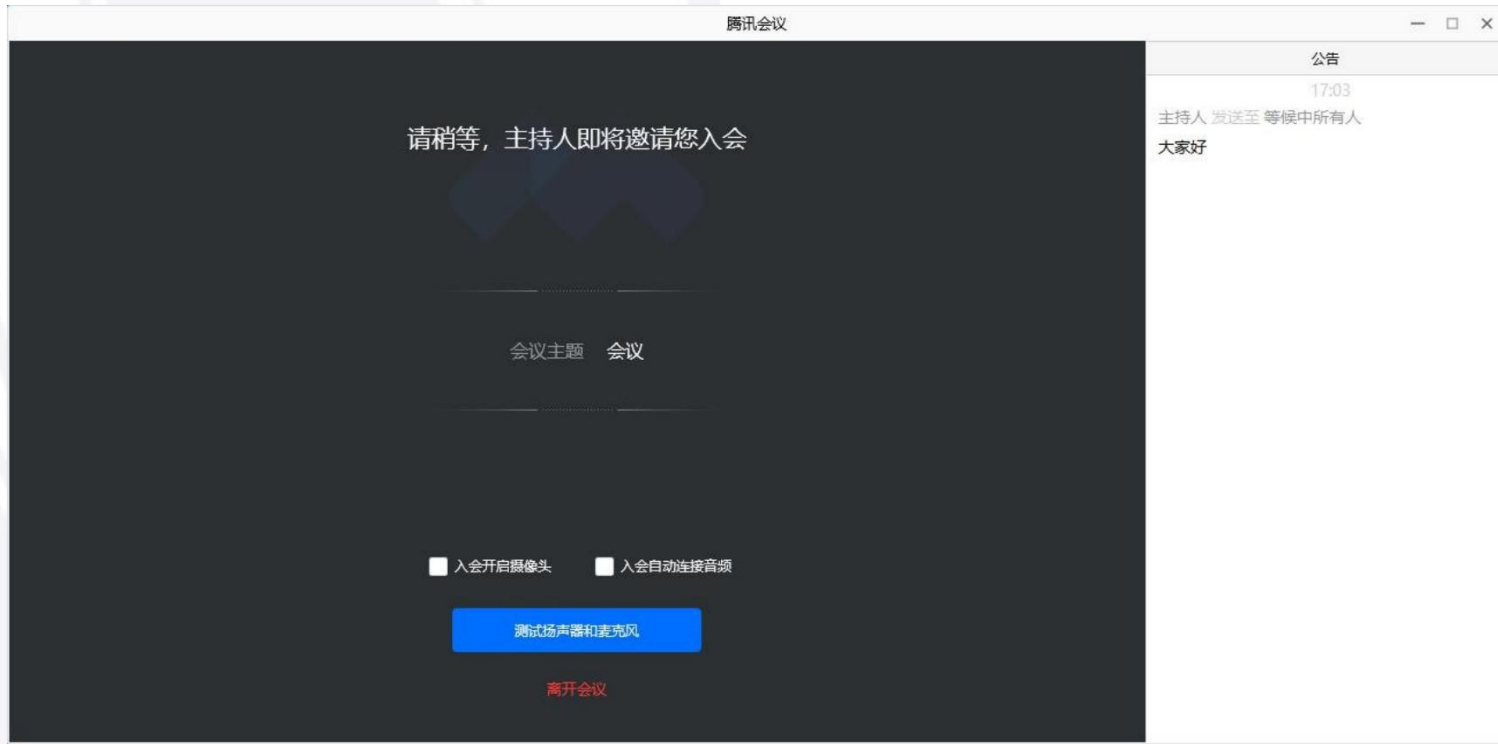 腾讯会议
请稍等，主持人即将邀请您入会
会议主题 会议
入会开启摄像头 入会自动连接音频
测试扬声器和麦克风
离开会议
公告
17:03
主持人 发送至 等候中所有人
大家好